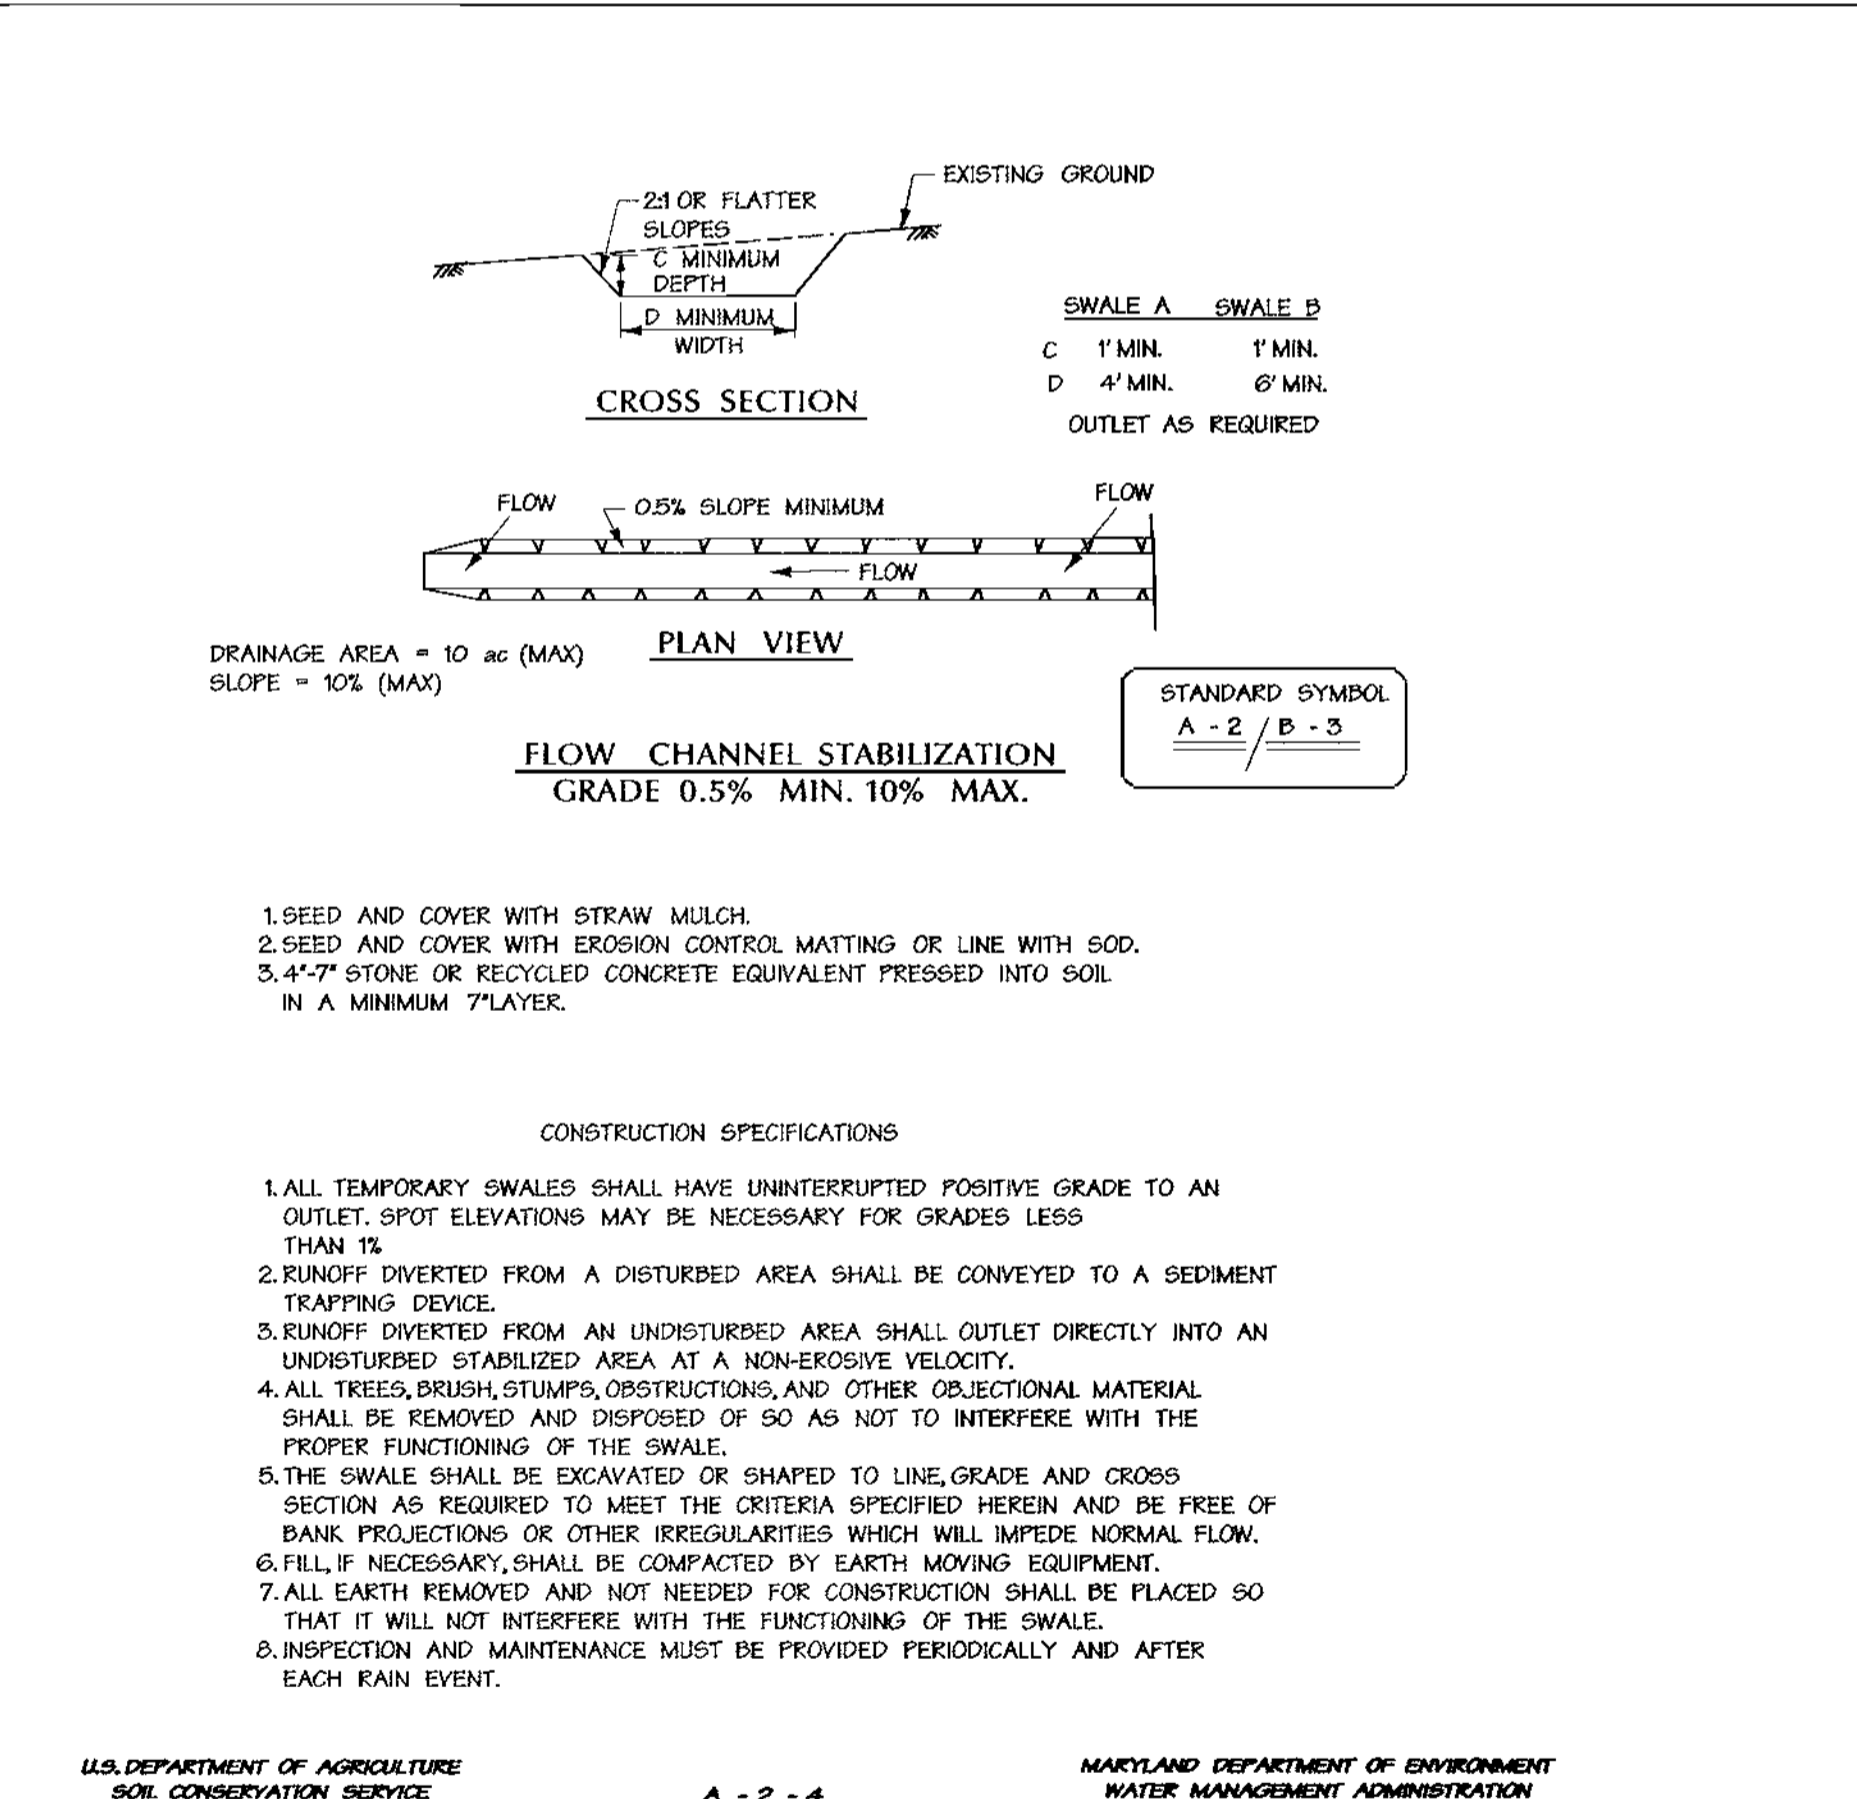 EXISTING GROUND
2:1 OR FLATTER
SLOPES
C MINIMUM
DEPTH
D MINIMUM
WIDTH
CROSS SECTION
SWALE A SWALE B
C 1' MIN. 1' MIN.
D 4' MIN. 6' MIN.
OUTLET AS REQUIRED
FLOW
0.5% SLOPE MINIMUM
FLOW
FLOW
PLAN VIEW
DRAINAGE AREA = 10 ac (MAX)
SLOPE = 10% (MAX)
STANDARD SYMBOL
A - 2 / B - 3
FLOW CHANNEL STABILIZATION
GRADE 0.5% MIN. 10% MAX.
1. SEED AND COVER WITH STRAW MULCH.
2. SEED AND COVER WITH EROSION CONTROL MATTING OR LINE WITH SOD.
3. 4"-7" STONE OR RECYCLED CONCRETE EQUIVALENT PRESSED INTO SOIL
IN A MINIMUM 7" LAYER.
CONSTRUCTION SPECIFICATIONS
1. ALL TEMPORARY SWALES SHALL HAVE UNINTERRUPTED POSITIVE GRADE TO AN
OUTLET. SPOT ELEVATIONS MAY BE NECESSARY FOR GRADES LESS
THAN 1%
2. RUNOFF DIVERTED FROM A DISTURBED AREA SHALL BE CONVEYED TO A SEDIMENT
TRAPPING DEVICE.
3. RUNOFF DIVERTED FROM AN UNDISTURBED AREA SHALL OUTLET DIRECTLY INTO AN
UNDISTURBED STABILIZED AREA AT A NON-EROSIVE VELOCITY.
4. ALL TREES, BRUSH, STUMPS, OBSTRUCTIONS, AND OTHER OBJECTIONAL MATERIAL
SHALL BE REMOVED AND DISPOSED OF SO AS NOT TO INTERFERE WITH THE
PROPER FUNCTIONING OF THE SWALE.
5. THE SWALE SHALL BE EXCAVATED OR SHAPED TO LINE, GRADE AND CROSS
SECTION AS REQUIRED TO MEET THE CRITERIA SPECIFIED HEREIN AND BE FREE OF
BANK PROJECTIONS OR OTHER IRREGULARITIES WHICH WILL IMPEDE NORMAL FLOW.
6. FILL, IF NECESSARY, SHALL BE COMPACTED BY EARTH MOVING EQUIPMENT.
7. ALL EARTH REMOVED AND NOT NEEDED FOR CONSTRUCTION SHALL BE PLACED SO
THAT IT WILL NOT INTERFERE WITH THE FUNCTIONING OF THE SWALE.
8. INSPECTION AND MAINTENANCE MUST BE PROVIDED PERIODICALLY AND AFTER
EACH RAIN EVENT.
U.S. DEPARTMENT OF AGRICULTURE
SOIL CONSERVATION SERVICE
A - 2 - 4
MARYLAND DEPARTMENT OF ENVIRONMENT
WATER MANAGEMENT ADMINISTRATION